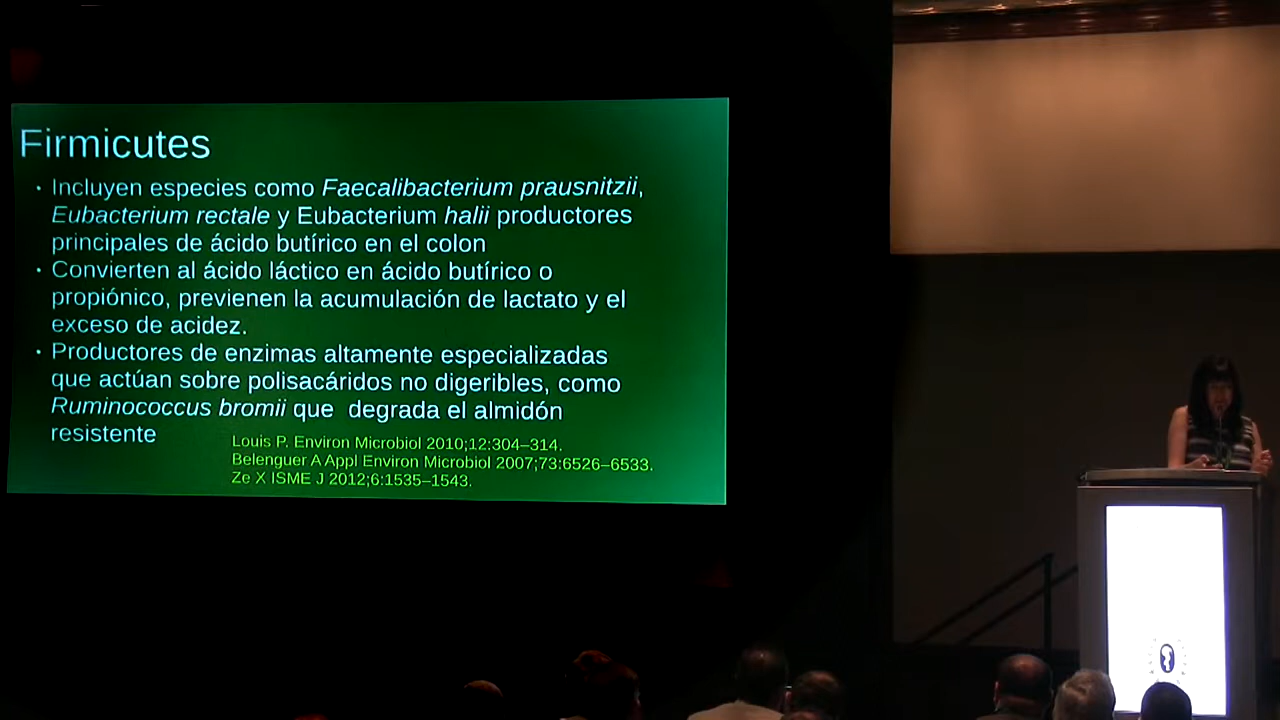 Firmicutes
• Incluyen especies como Faecalibacterium prausnitzii,
Eubacterium rectale y Eubacterium halii productores
principales de ácido butírico en el colon
• Convierten al ácido láctico en ácido butírico o
propiónico, previenen la acumulación de lactato y el
exceso de acidez.
• Productores de enzimas altamente especializadas
que actúan sobre polisacáridos no digeribles, como
Ruminococcus bromii que degrada el almidón
resistente
Louis P. Environ Microbiol 2010;12:304–314.
Belenguer A Appl Environ Microbiol 2007;73:6526–6533.
Ze X ISME J 2012;6:1535–1543.